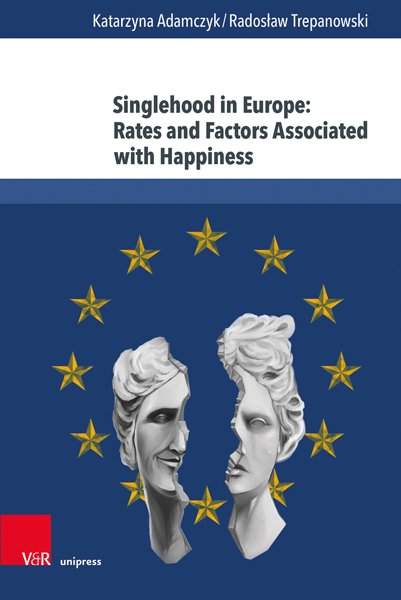 Katarzyna Adamczyk/Radosław Trepanowski
Singlehood in Europe:
Rates and Factors Associated
with Happiness
V&R unipress